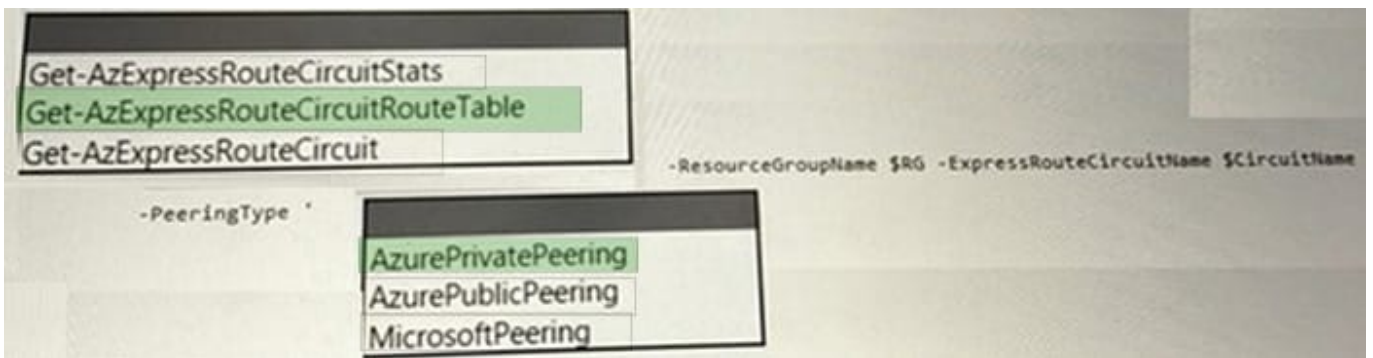 Get-AzExpressRouteCircuitStats
Get-AzExpressRouteCircuitRouteTable
Get-AzExpressRouteCircuit
-ResourceGroupName $RG -ExpressRouteCircuitName $CircuitName
-PeeringType '
AzurePrivatePeering
AzurePublicPeering
MicrosoftPeering